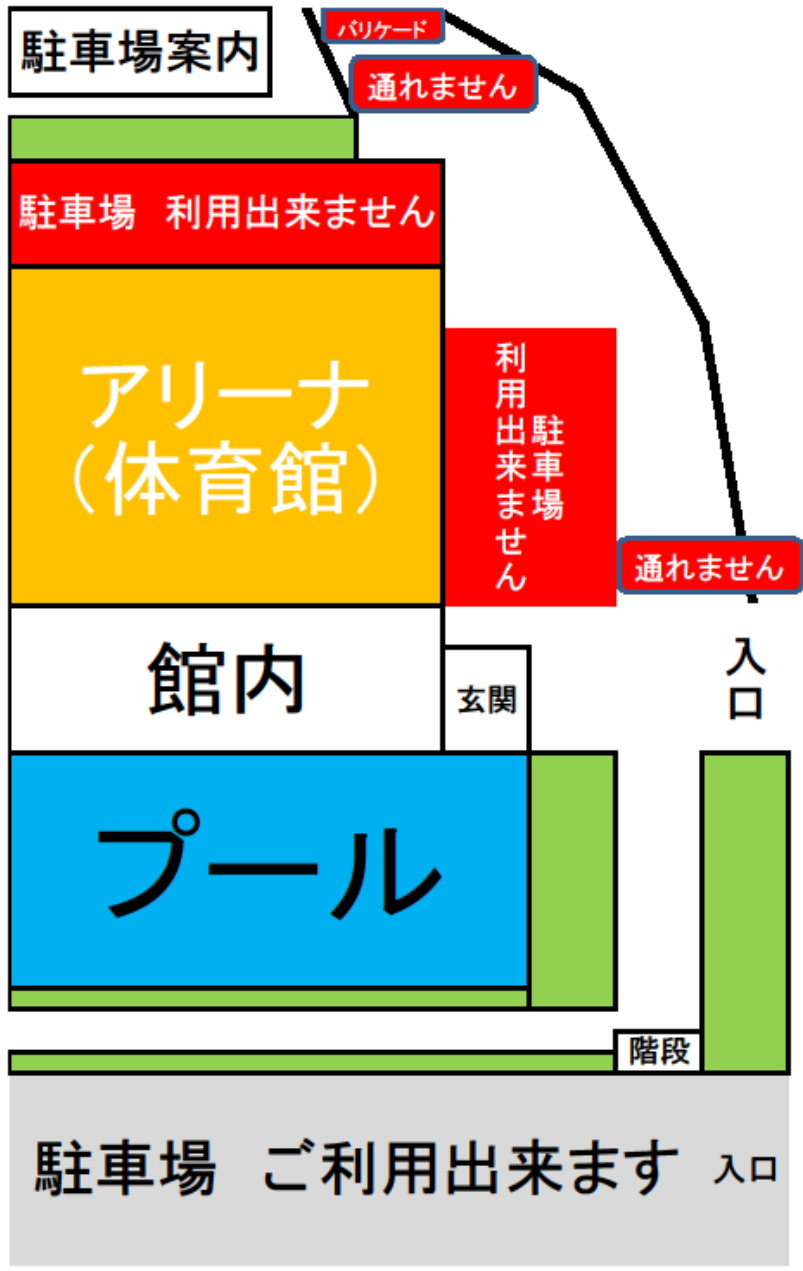 駐車場案内
バリケード
通れません
駐車場　利用出来ません
アリーナ
（体育館）
駐車場
利用出来ません
通れません
館内
玄関
入口
プール
階段
駐車場　ご利用出来ます
入口